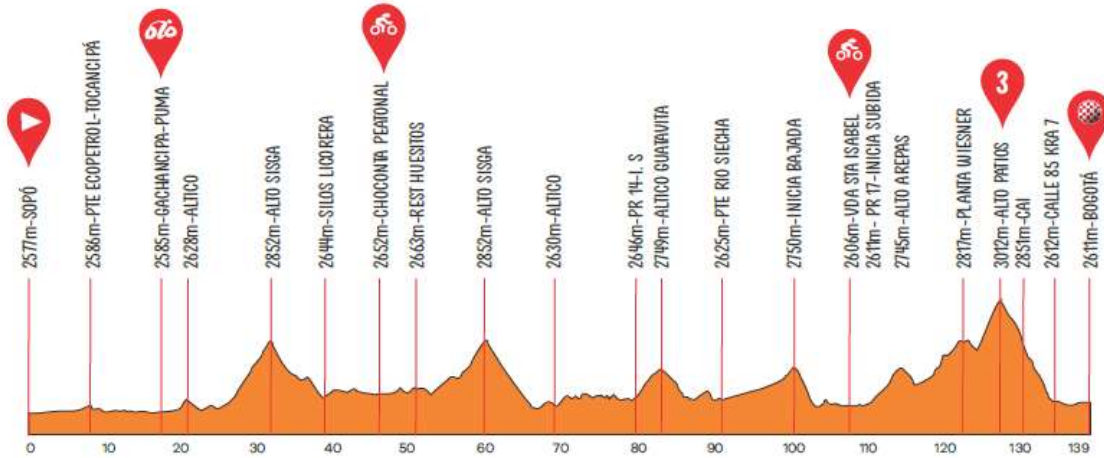 2577m-SOPÓ
2586m-PTE ECOPETROL-TOCANCIPÁ
2585m-GACHANCIPA-PUMA
2628m-ALTICO
2852m-ALTO SISGA
2644m-SILOS LICORERA
2652m-CHOCONTA PEATONAL
2663m-REST HUESITOS
2852m-ALTO SISGA
2630m-ALTICO
2646m-PR 14-I. S
2749m-ALTICO GUATAVITA
2625m-PTE RIO SIECHA
2750m-INICIA BAJADA
2606m-VDA STA ISABEL
2611m- PR 17-INICIA SUBIDA
2745m-ALTO AREPAS
2817m-PLANTA WIESNER
3
3012m-ALTO PATIOS
2851m-CAI
2612m-CALLE 85 KRA 7
2611m-BOGOTÁ
0 10 20 30 40 50 60 70 80 90 100 110 120 130 139